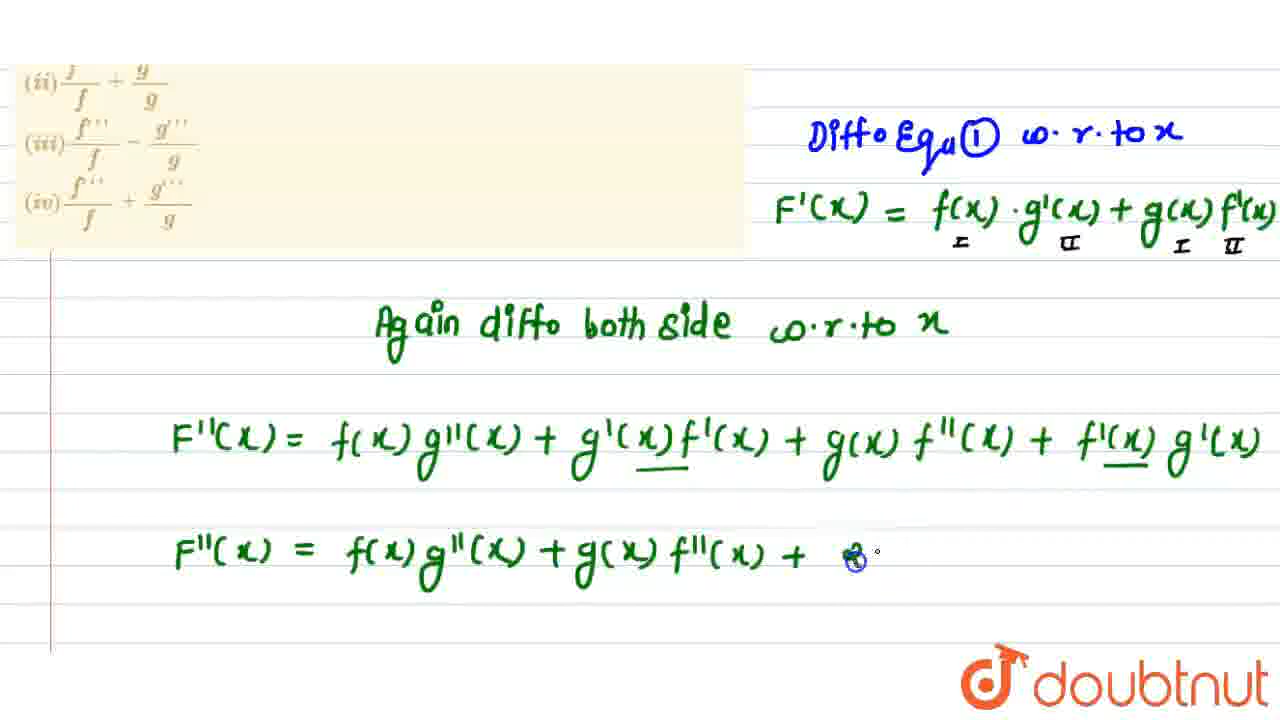 (ii) f/f + g/g
(iii) f'''/f − g'''/g
(iv) f'''/f + g'''/g
Diffo Equ ① w.r.to x
F'(x) = f(x) · g'(x) + g(x) f'(x)
I II I II
Again diffo both side w.r.to x
F''(x) = f(x) g''(x) + g'(x) f'(x) + g(x) f''(x) + f'(x) g'(x)
F''(x) = f(x) g''(x) + g(x) f''(x) +
doubtnut